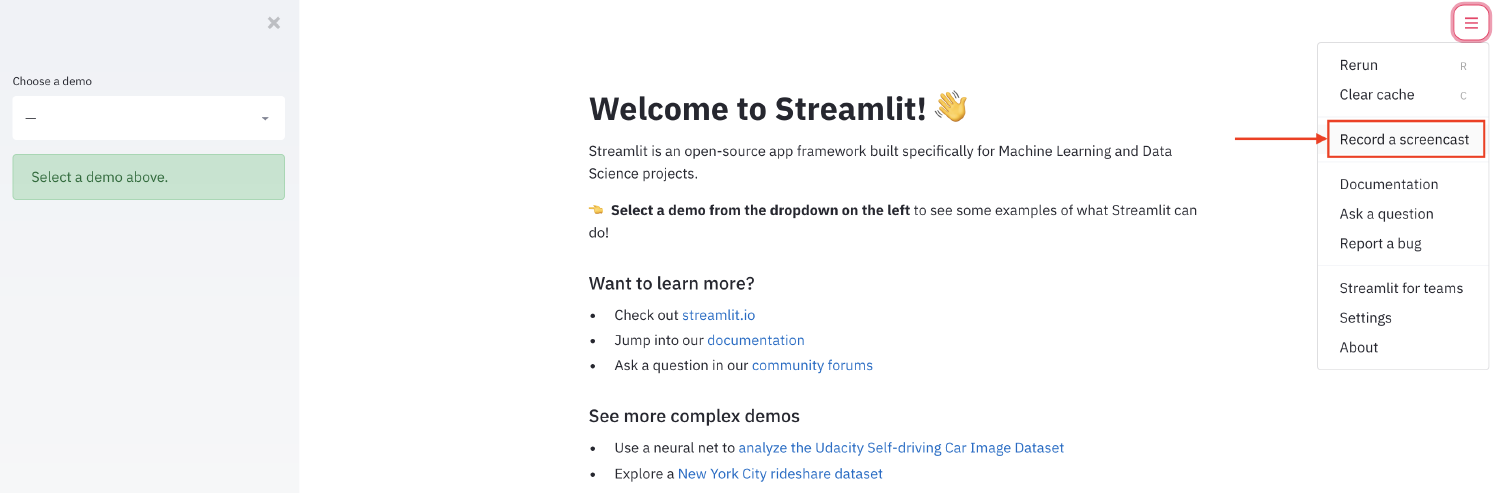 Choose a demo
—
Select a demo above.
Welcome to Streamlit! 👋
Streamlit is an open-source app framework built specifically for Machine Learning and Data
Science projects.
👈 Select a demo from the dropdown on the left to see some examples of what Streamlit can
do!
Want to learn more?
• Check out streamlit.io
• Jump into our documentation
• Ask a question in our community forums
See more complex demos
• Use a neural net to analyze the Udacity Self-driving Car Image Dataset
• Explore a New York City rideshare dataset
Rerun R
Clear cache C
Record a screencast
Documentation
Ask a question
Report a bug
Streamlit for teams
Settings
About